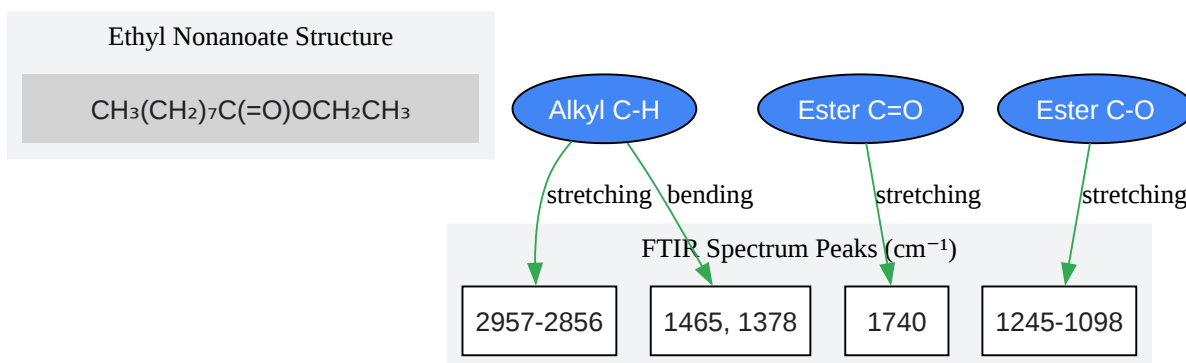 Ethyl Nonanoate Structure
CH₃(CH₂)₇C(=O)OCH₂CH₃
Alkyl C-H
Ester C=O
Ester C-O
stretching
bending
stretching
stretching
FTIR Spectrum Peaks (cm⁻¹)
2957-2856
1465, 1378
1740
1245-1098